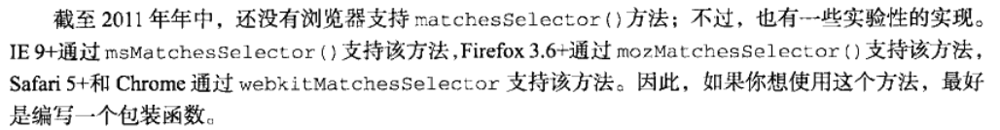 截至 2011 年年中，还没有浏览器支持 matchesSelector()方法；不过，也有一些实验性的实现。
IE 9+通过 msMatchesSelector()支持该方法,Firefox 3.6+通过 mozMatchesSelector()支持该方法，
Safari 5+和 Chrome 通过 webkitMatchesSelector 支持该方法。因此，如果你想使用这个方法，最好
是编写一个包装函数。